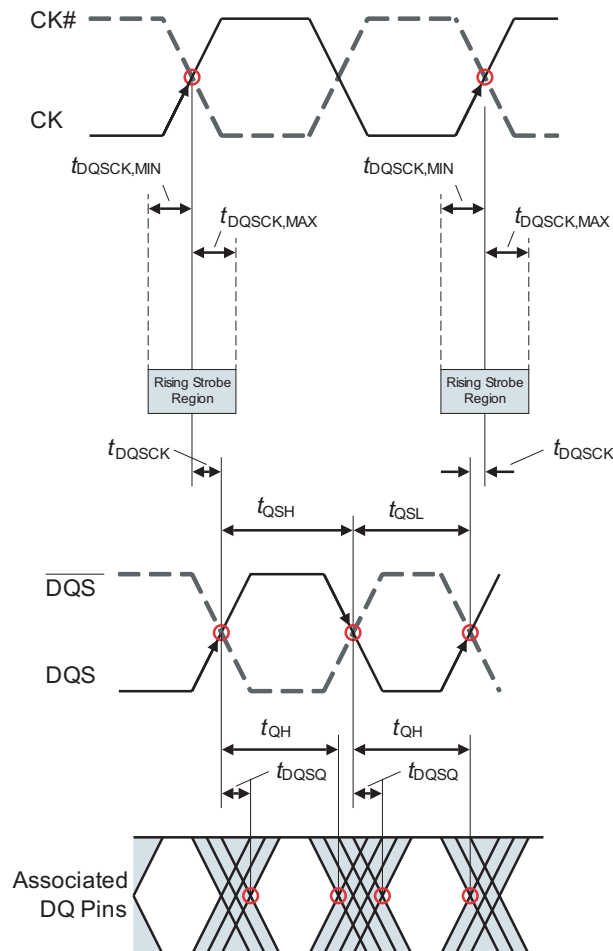 CK#
CK
tDQSCK,MIN
tDQSCK,MIN
tDQSCK,MAX
tDQSCK,MAX
Rising Strobe
Region
Rising Strobe
Region
tDQSCK
tDQSCK
tQSH
tQSL
DQS
DQS
tQH
tQH
tDQSQ
tDQSQ
Associated
DQ Pins